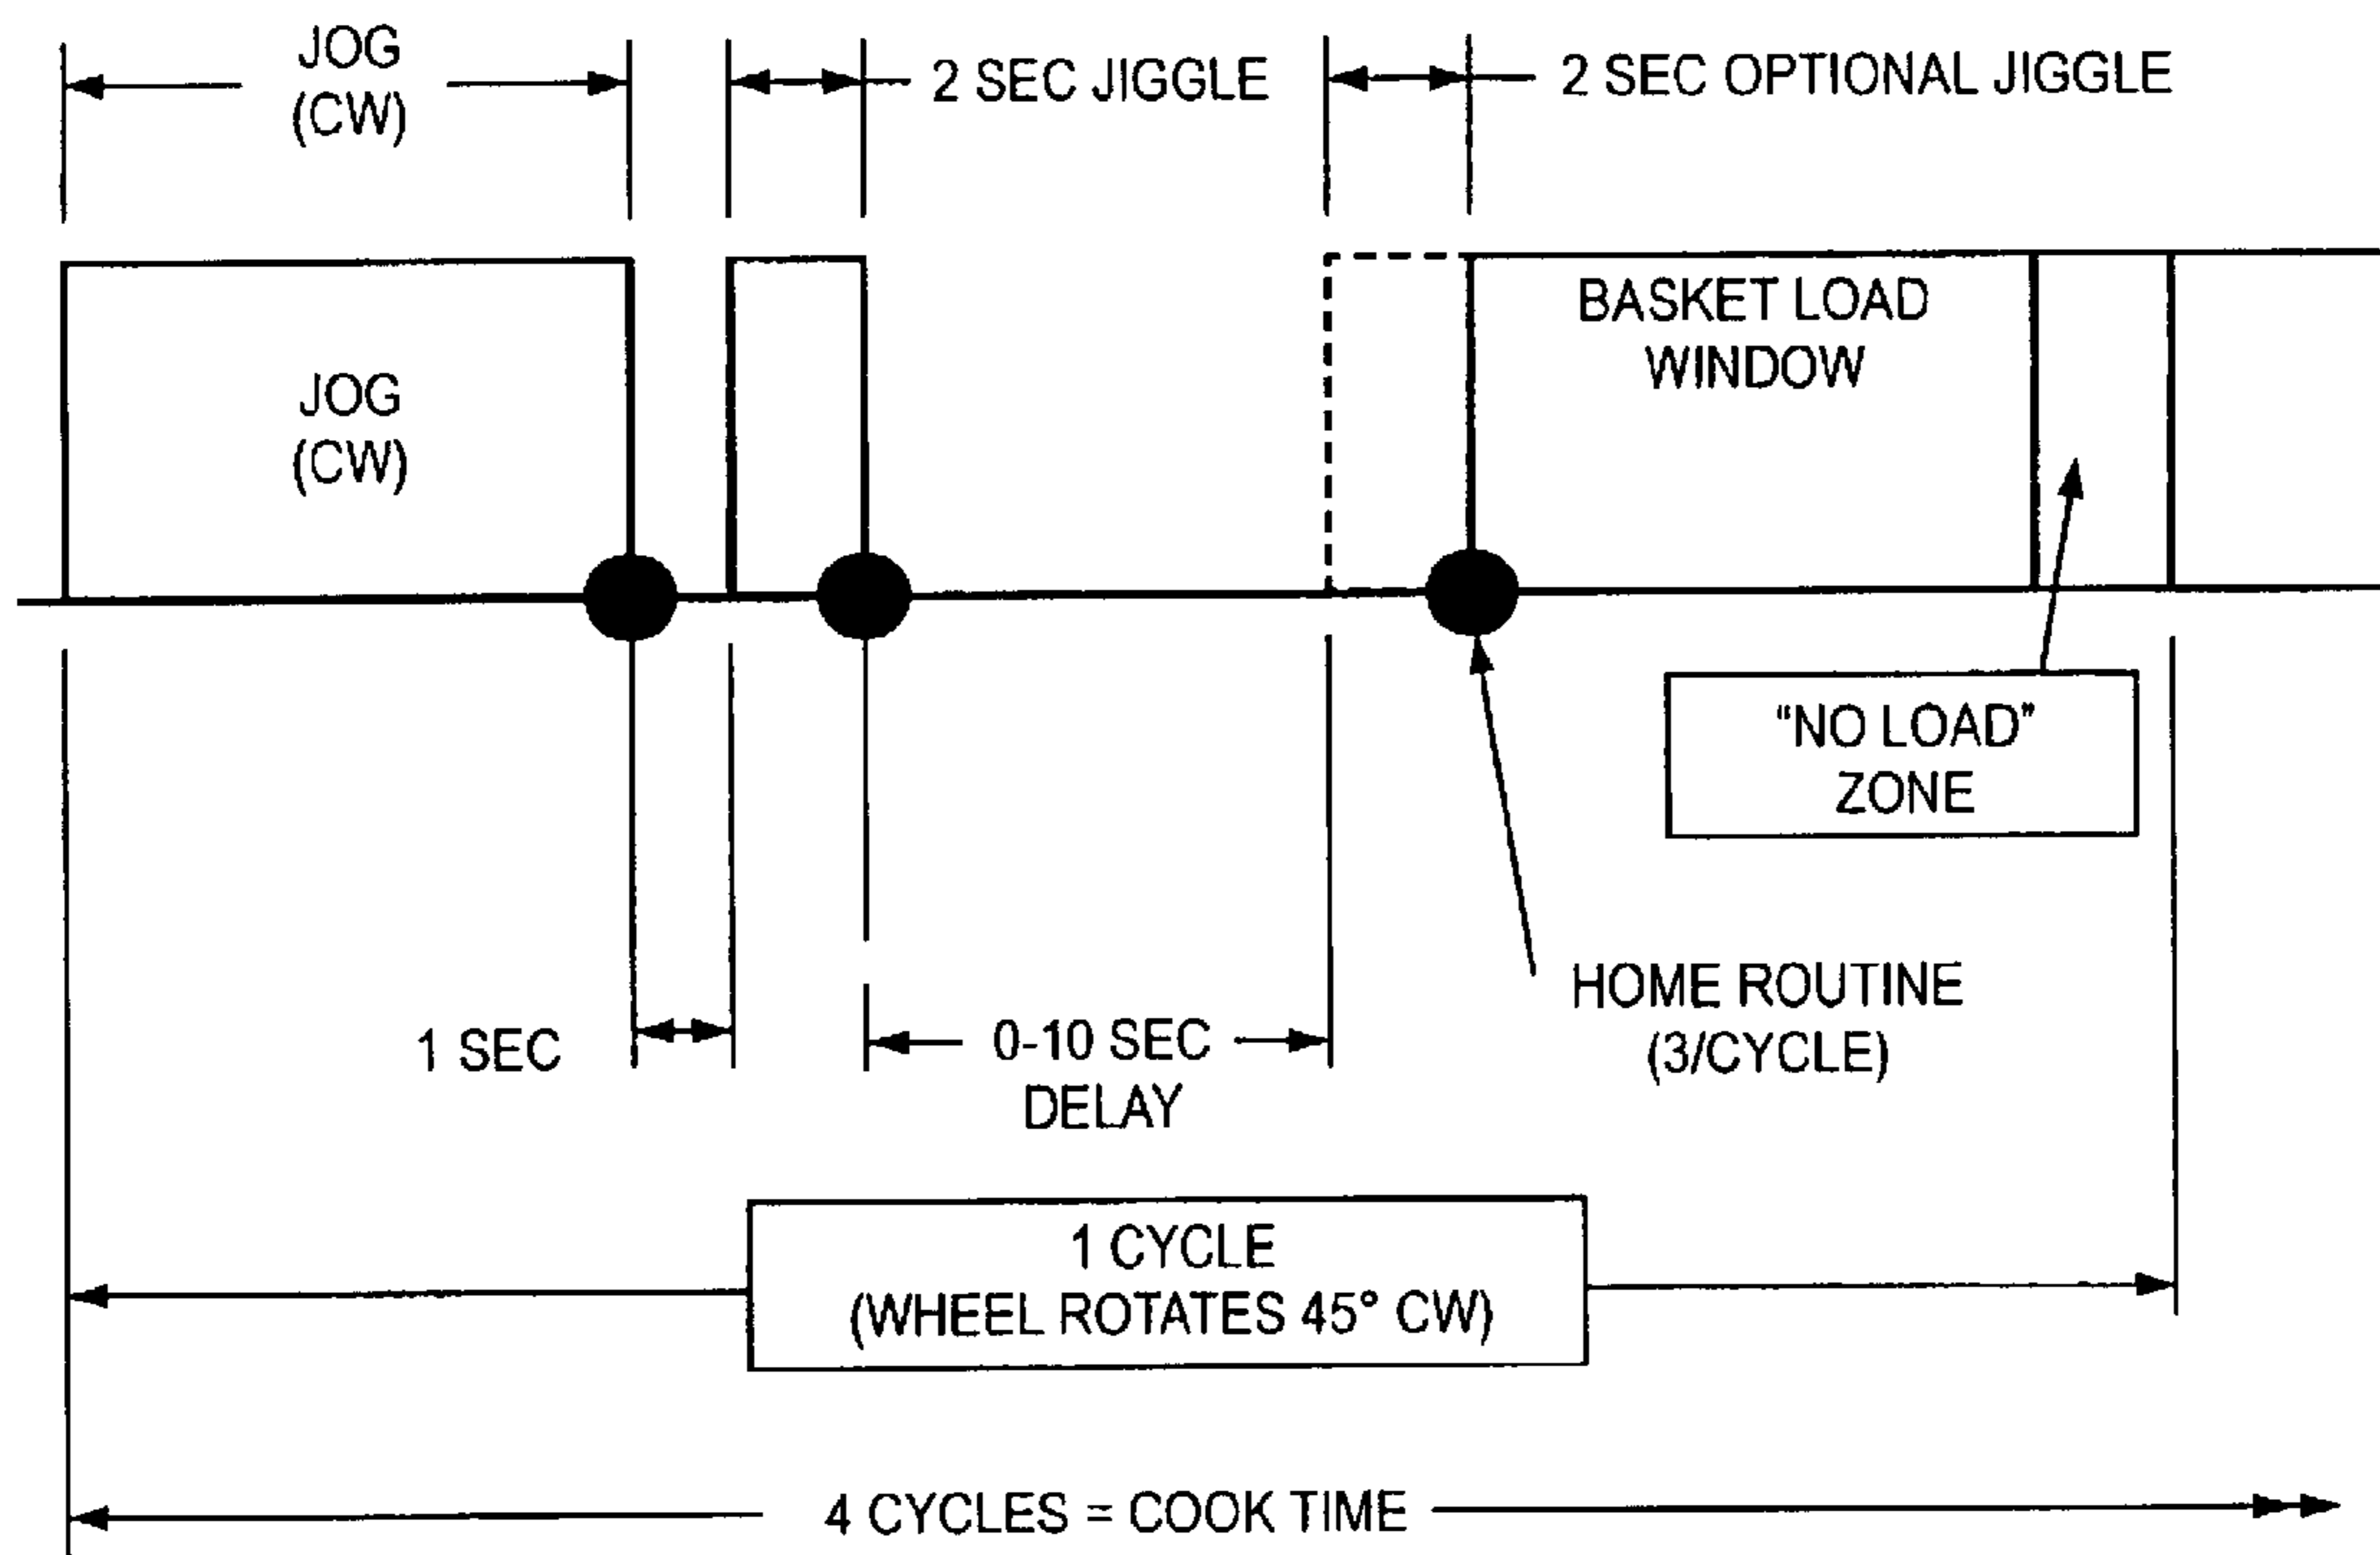 JOG
(CW)
2 SEC JIGGLE
2 SEC OPTIONAL JIGGLE
JOG
(CW)
BASKET LOAD
WINDOW
“NO LOAD”
ZONE
1 SEC
0-10 SEC
DELAY
HOME ROUTINE
(3/CYCLE)
1 CYCLE
(WHEEL ROTATES 45° CW)
4 CYCLES = COOK TIME